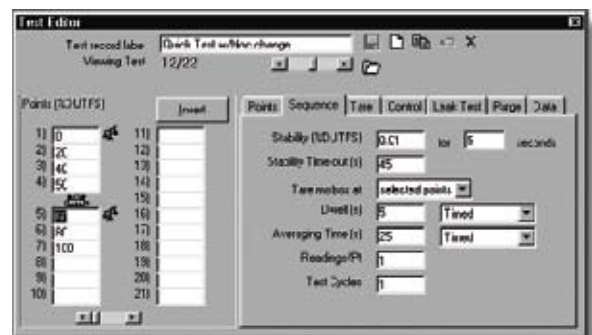 Test Editor
Test record label Quick Test w/Mon change
Viewing Test 12/22
Points (%DUTFS) Insert
1) 0 11)
2) 20 12)
3) 40 13)
4) 50 14)
15)
5) 16)
6) 17)
7) 100 18)
8) 19)
9) 20)
10) 21)
Points Sequence Tare Control Leak Test Purge Data
Stability (%DUTFS) 0.01 for 5 seconds
Stability Timeout (s) 45
Tare mobox at selected points
Dwell (s) 5 Timed
Averaging Time (s) 25 Timed
Readings/Pt 1
Test Cycles 1